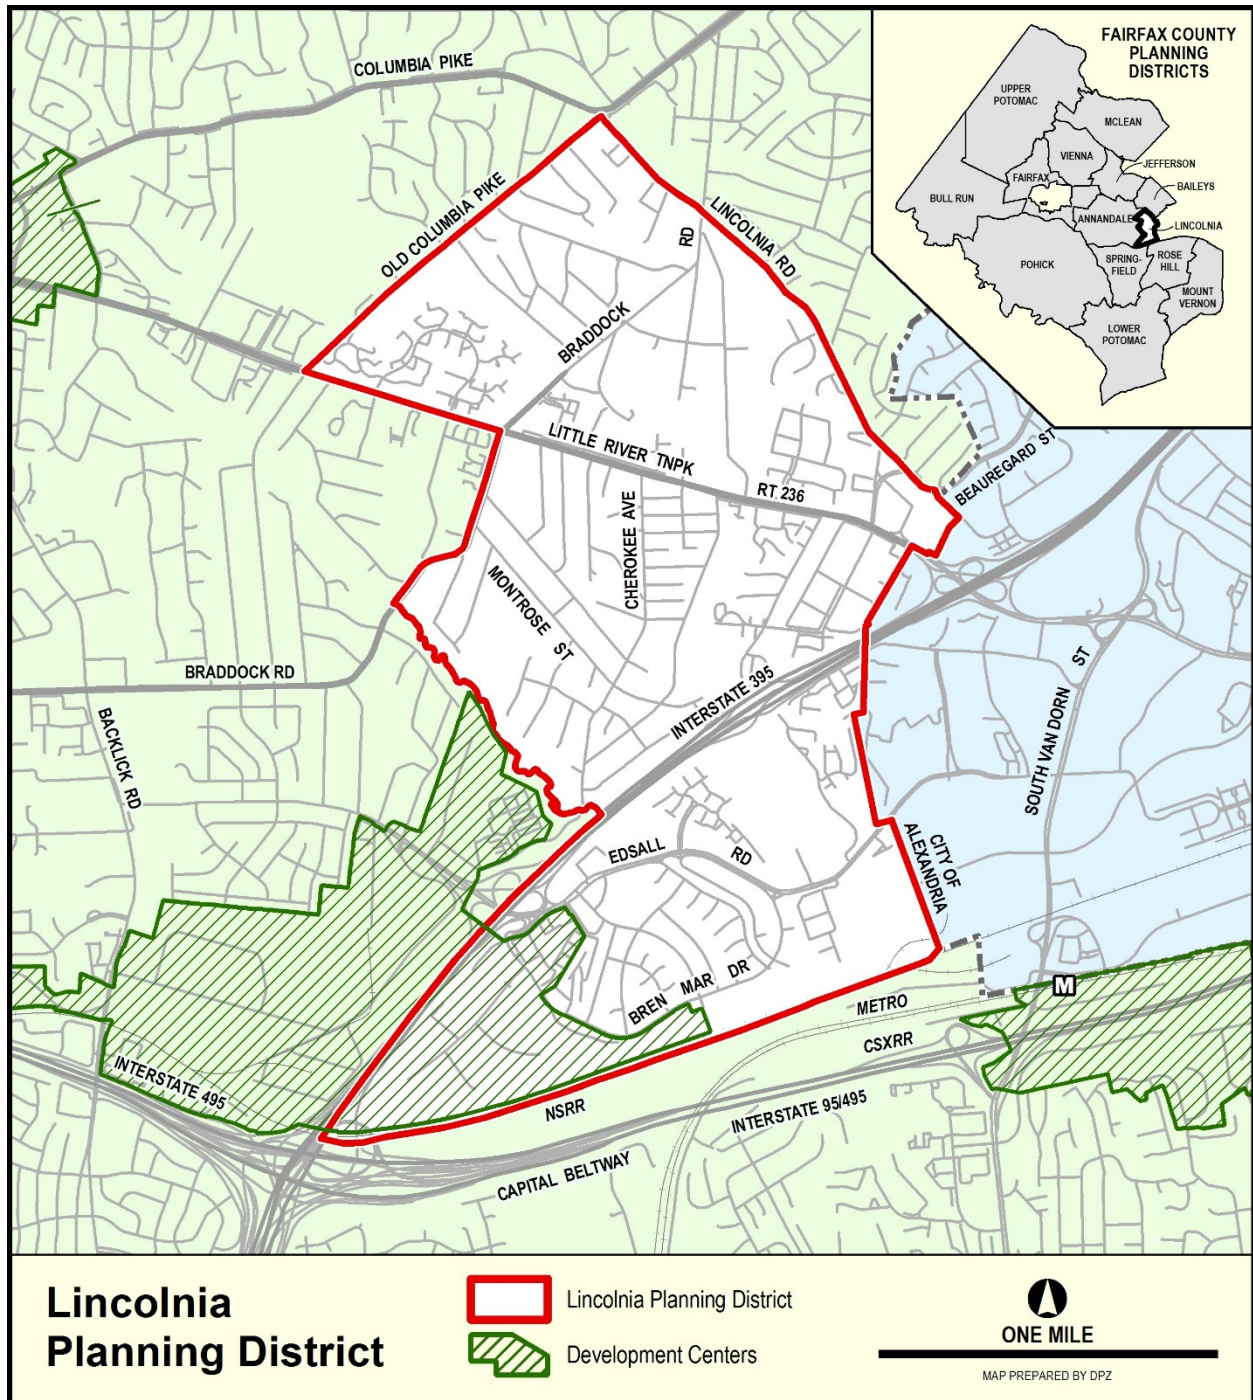 COLUMBIA PIKE
FAIRFAX COUNTY
PLANNING
DISTRICTS
UPPER
POTOMAC
MCLEAN
VIENNA
JEFFERSON
FAIRFAX
BAILEYS
BULL RUN
ANNANDALE
LINCOLNIA
POHICK
SPRING-
FIELD
ROSE
HILL
MOUNT
VERNON
LOWER
POTOMAC
OLD COLUMBIA PIKE
LINCOLNIA RD
BRADDOCK
RD
LITTLE RIVER TNPK
RT 236
BEAUREGARD ST
CHEROKEE AVE
MONTROSE ST
BRADDOCK RD
BACKLICK RD
INTERSTATE 395
SOUTH VAN DORN
ST
EDSALL
RD
CITY OF
ALEXANDRIA
BREN MAR DR
METRO
M
CSXRR
NSRR
INTERSTATE 495
INTERSTATE 95/495
CAPITAL BELTWAY
Lincolnia
Planning District
Lincolnia Planning District
Development Centers
ONE MILE
MAP PREPARED BY DPZ